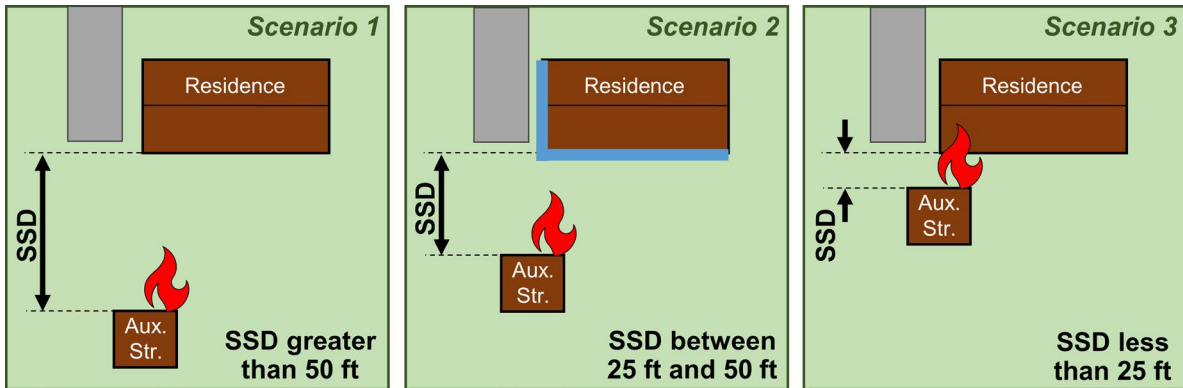 Scenario 1
Residence
SSD
Aux.
Str.
SSD greater
than 50 ft
Scenario 2
Residence
SSD
Aux.
Str.
SSD between
25 ft and 50 ft
Scenario 3
Residence
SSD
Aux.
Str.
SSD less
than 25 ft